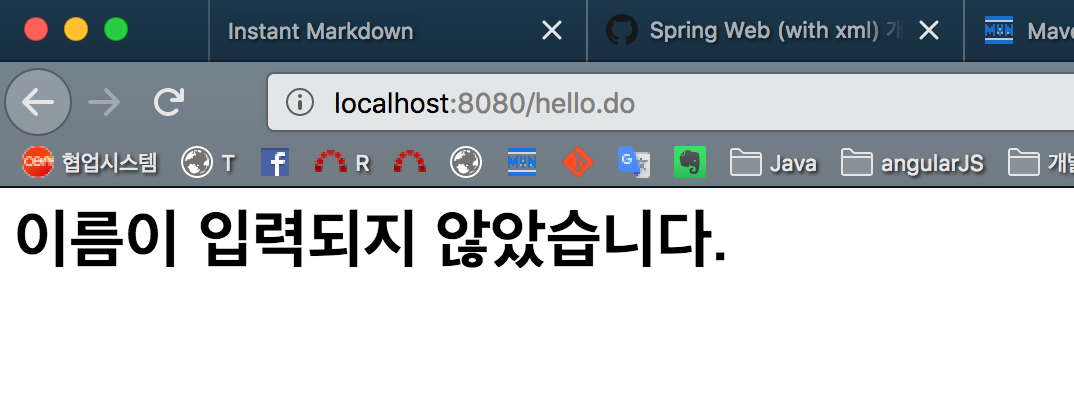 Instant Markdown
Spring Web (with xml)
Mave
localhost:8080/hello.do
협업시스템 T R Java angularJS 개발
이름이 입력되지 않았습니다.